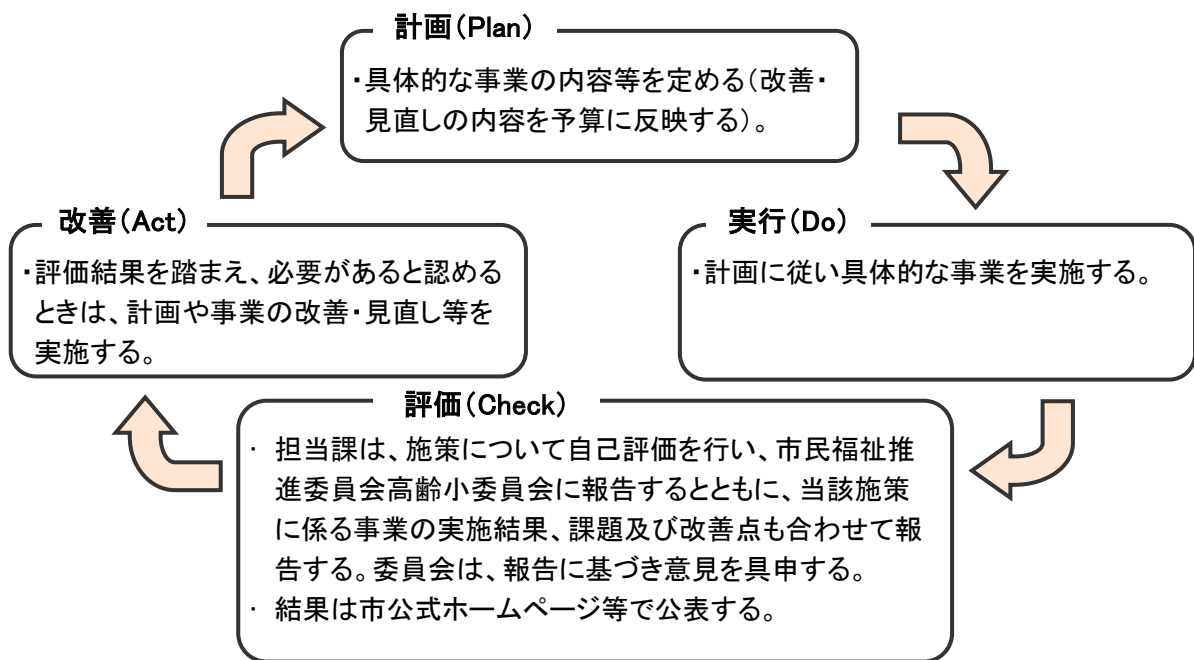 計画(Plan)
・具体的な事業の内容等を定める(改善・
見直しの内容を予算に反映する)。
改善(Act)
・評価結果を踏まえ、必要があると認める
ときは、計画や事業の改善・見直し等を
実施する。
実行(Do)
・計画に従い具体的な事業を実施する。
評価(Check)
・ 担当課は、施策について自己評価を行い、市民福祉推
進委員会高齢小委員会に報告するとともに、当該施策
に係る事業の実施結果、課題及び改善点も合わせて報
告する。委員会は、報告に基づき意見を具申する。
・ 結果は市公式ホームページ等で公表する。